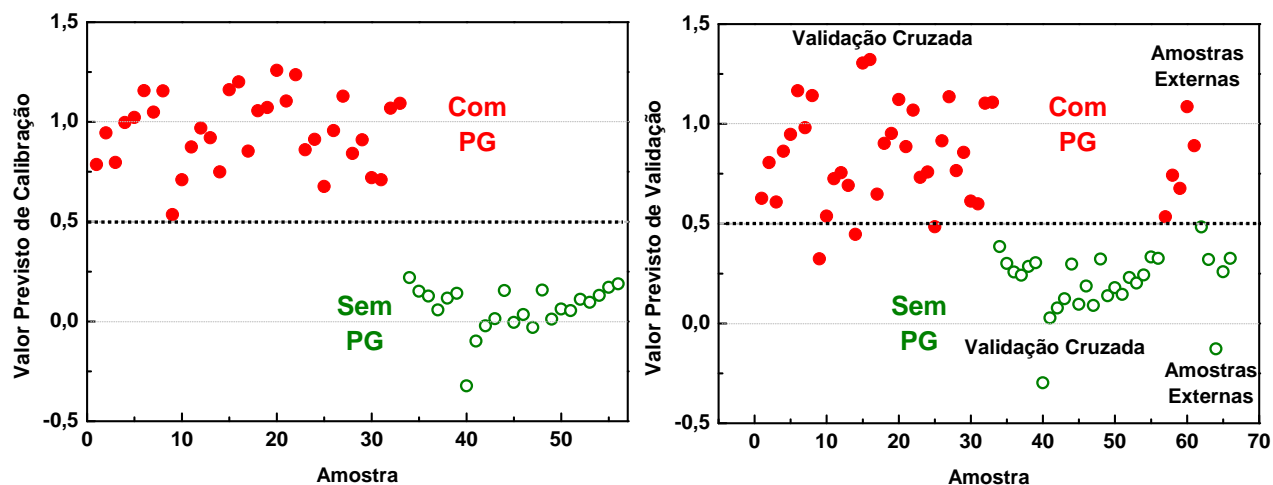 Valor Previsto de Calibração
1,5
1,0
0,5
0,0
-0,5
Com
PG
Sem
PG
0
10
20
30
40
50
Amostra
Valor Previsto de Validação
1,5
1,0
0,5
0,0
-0,5
Validação Cruzada
Amostras
Externas
Com
PG
Sem
PG
Validação Cruzada
Amostras
Externas
0
10
20
30
40
50
60
70
Amostra